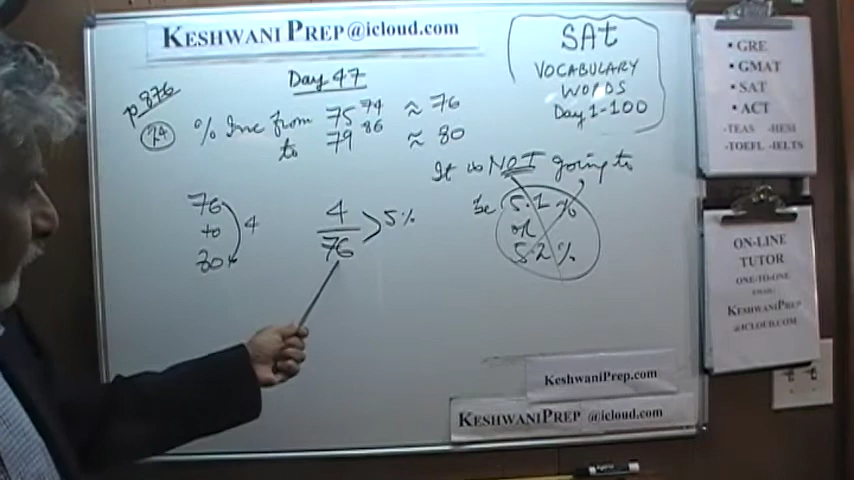 KESHWANI PREP@icloud.com
Day 47
p876
74
% Inc from 75 74 ≈ 76
to 79 86 ≈ 80
It is NOT going to
be 5.1 %
or
5.2 %
76
to
80
4
4
76
5%
SAT
VOCABULARY
WORDS
Day 1-100
• GRE
• GMAT
• SAT
• ACT
-TEAS -HESI
-TOEFL -IELTS
ON-LINE
TUTOR
ONE-TO-ONE
EMAIL:
KESHWANIPREP
@ICLOUD.COM
KESHWANIPREP.COM
KESHWANIPREP @icloud.com